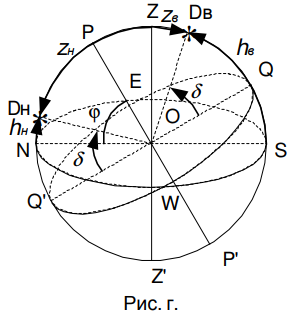 Z zв Dв
P
zн hв
E Q
Dн δ
hн φ O
N S
δ
Q' W
P'
Z'
Рис. г.